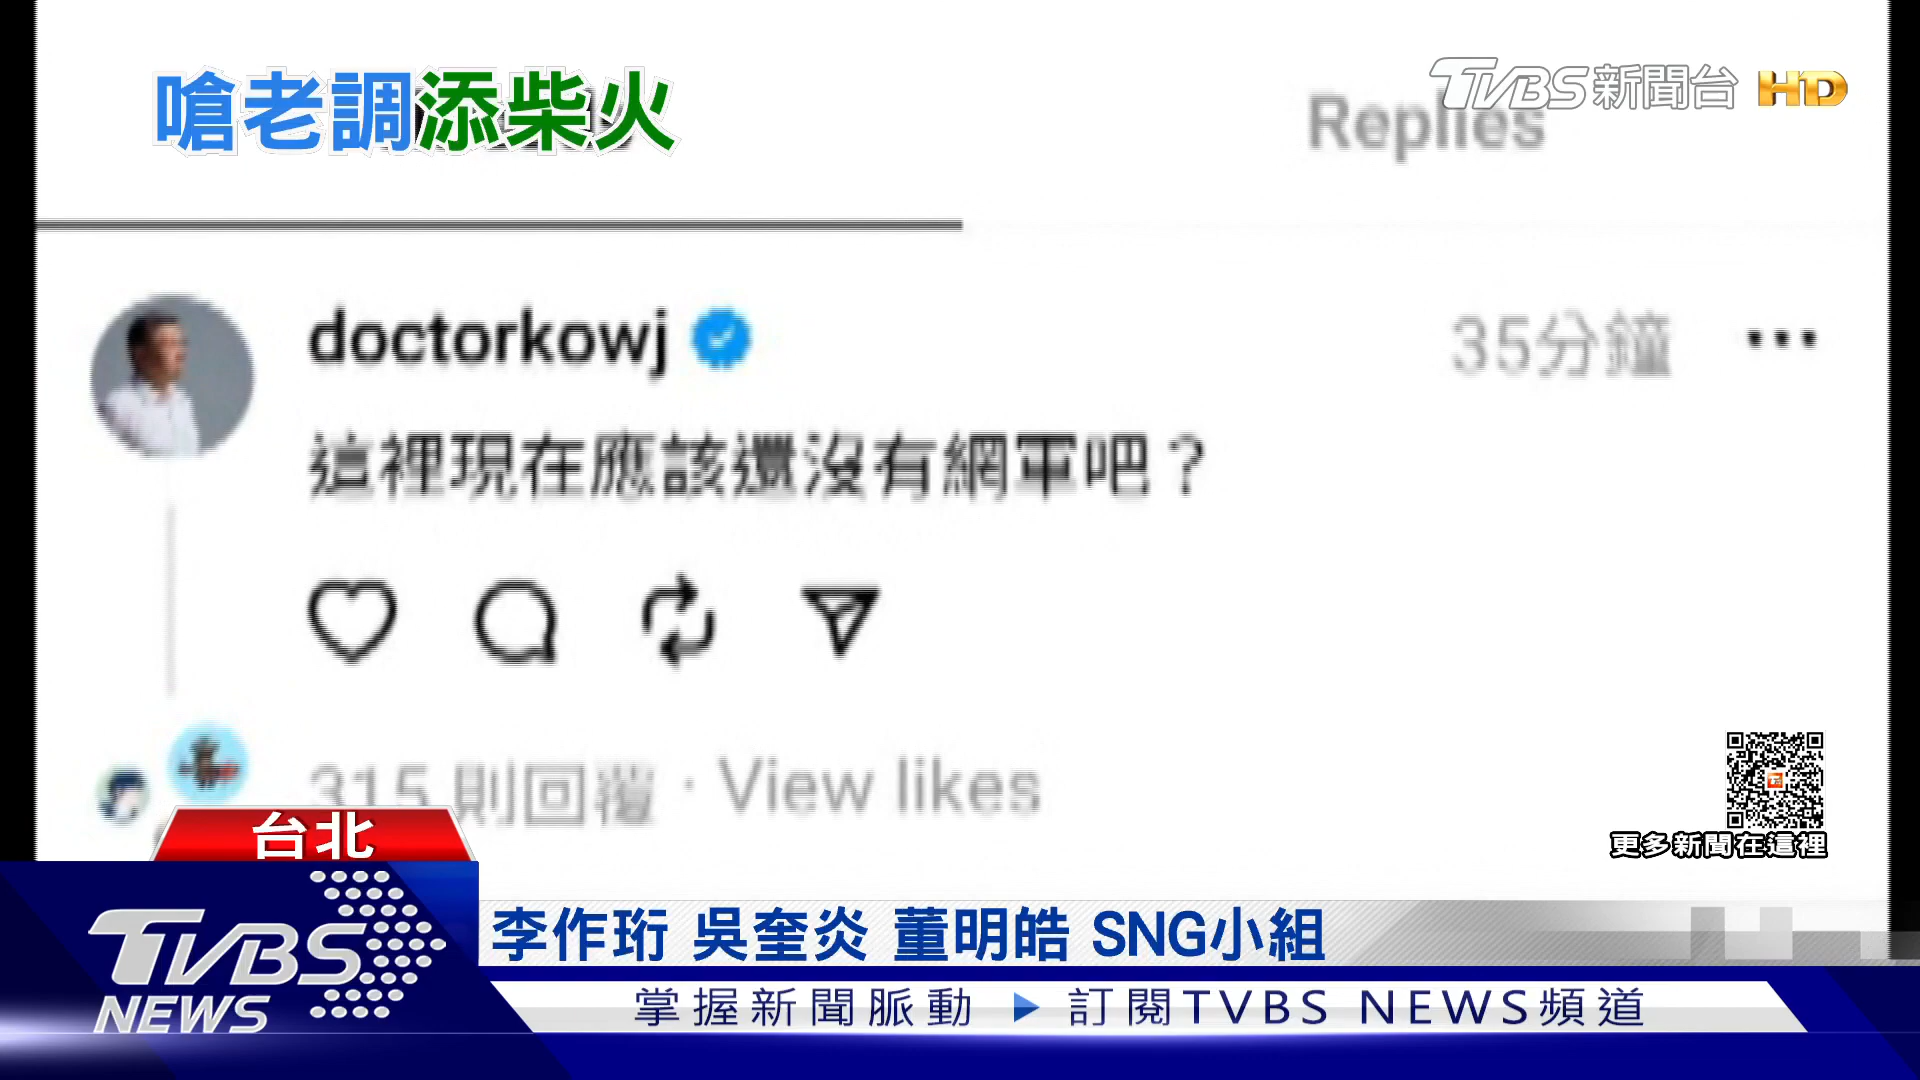 嗆老調添柴火
TVBS新聞台 HD
Replies
doctorkowj
35分鐘
這裡現在應該還沒有網軍吧？
315 則回覆 · View likes
更多新聞在這裡
台北
TVBS NEWS
李作珩 吳奎炎 董明皓 SNG小組
掌握新聞脈動 ▶ 訂閱TVBS NEWS頻道